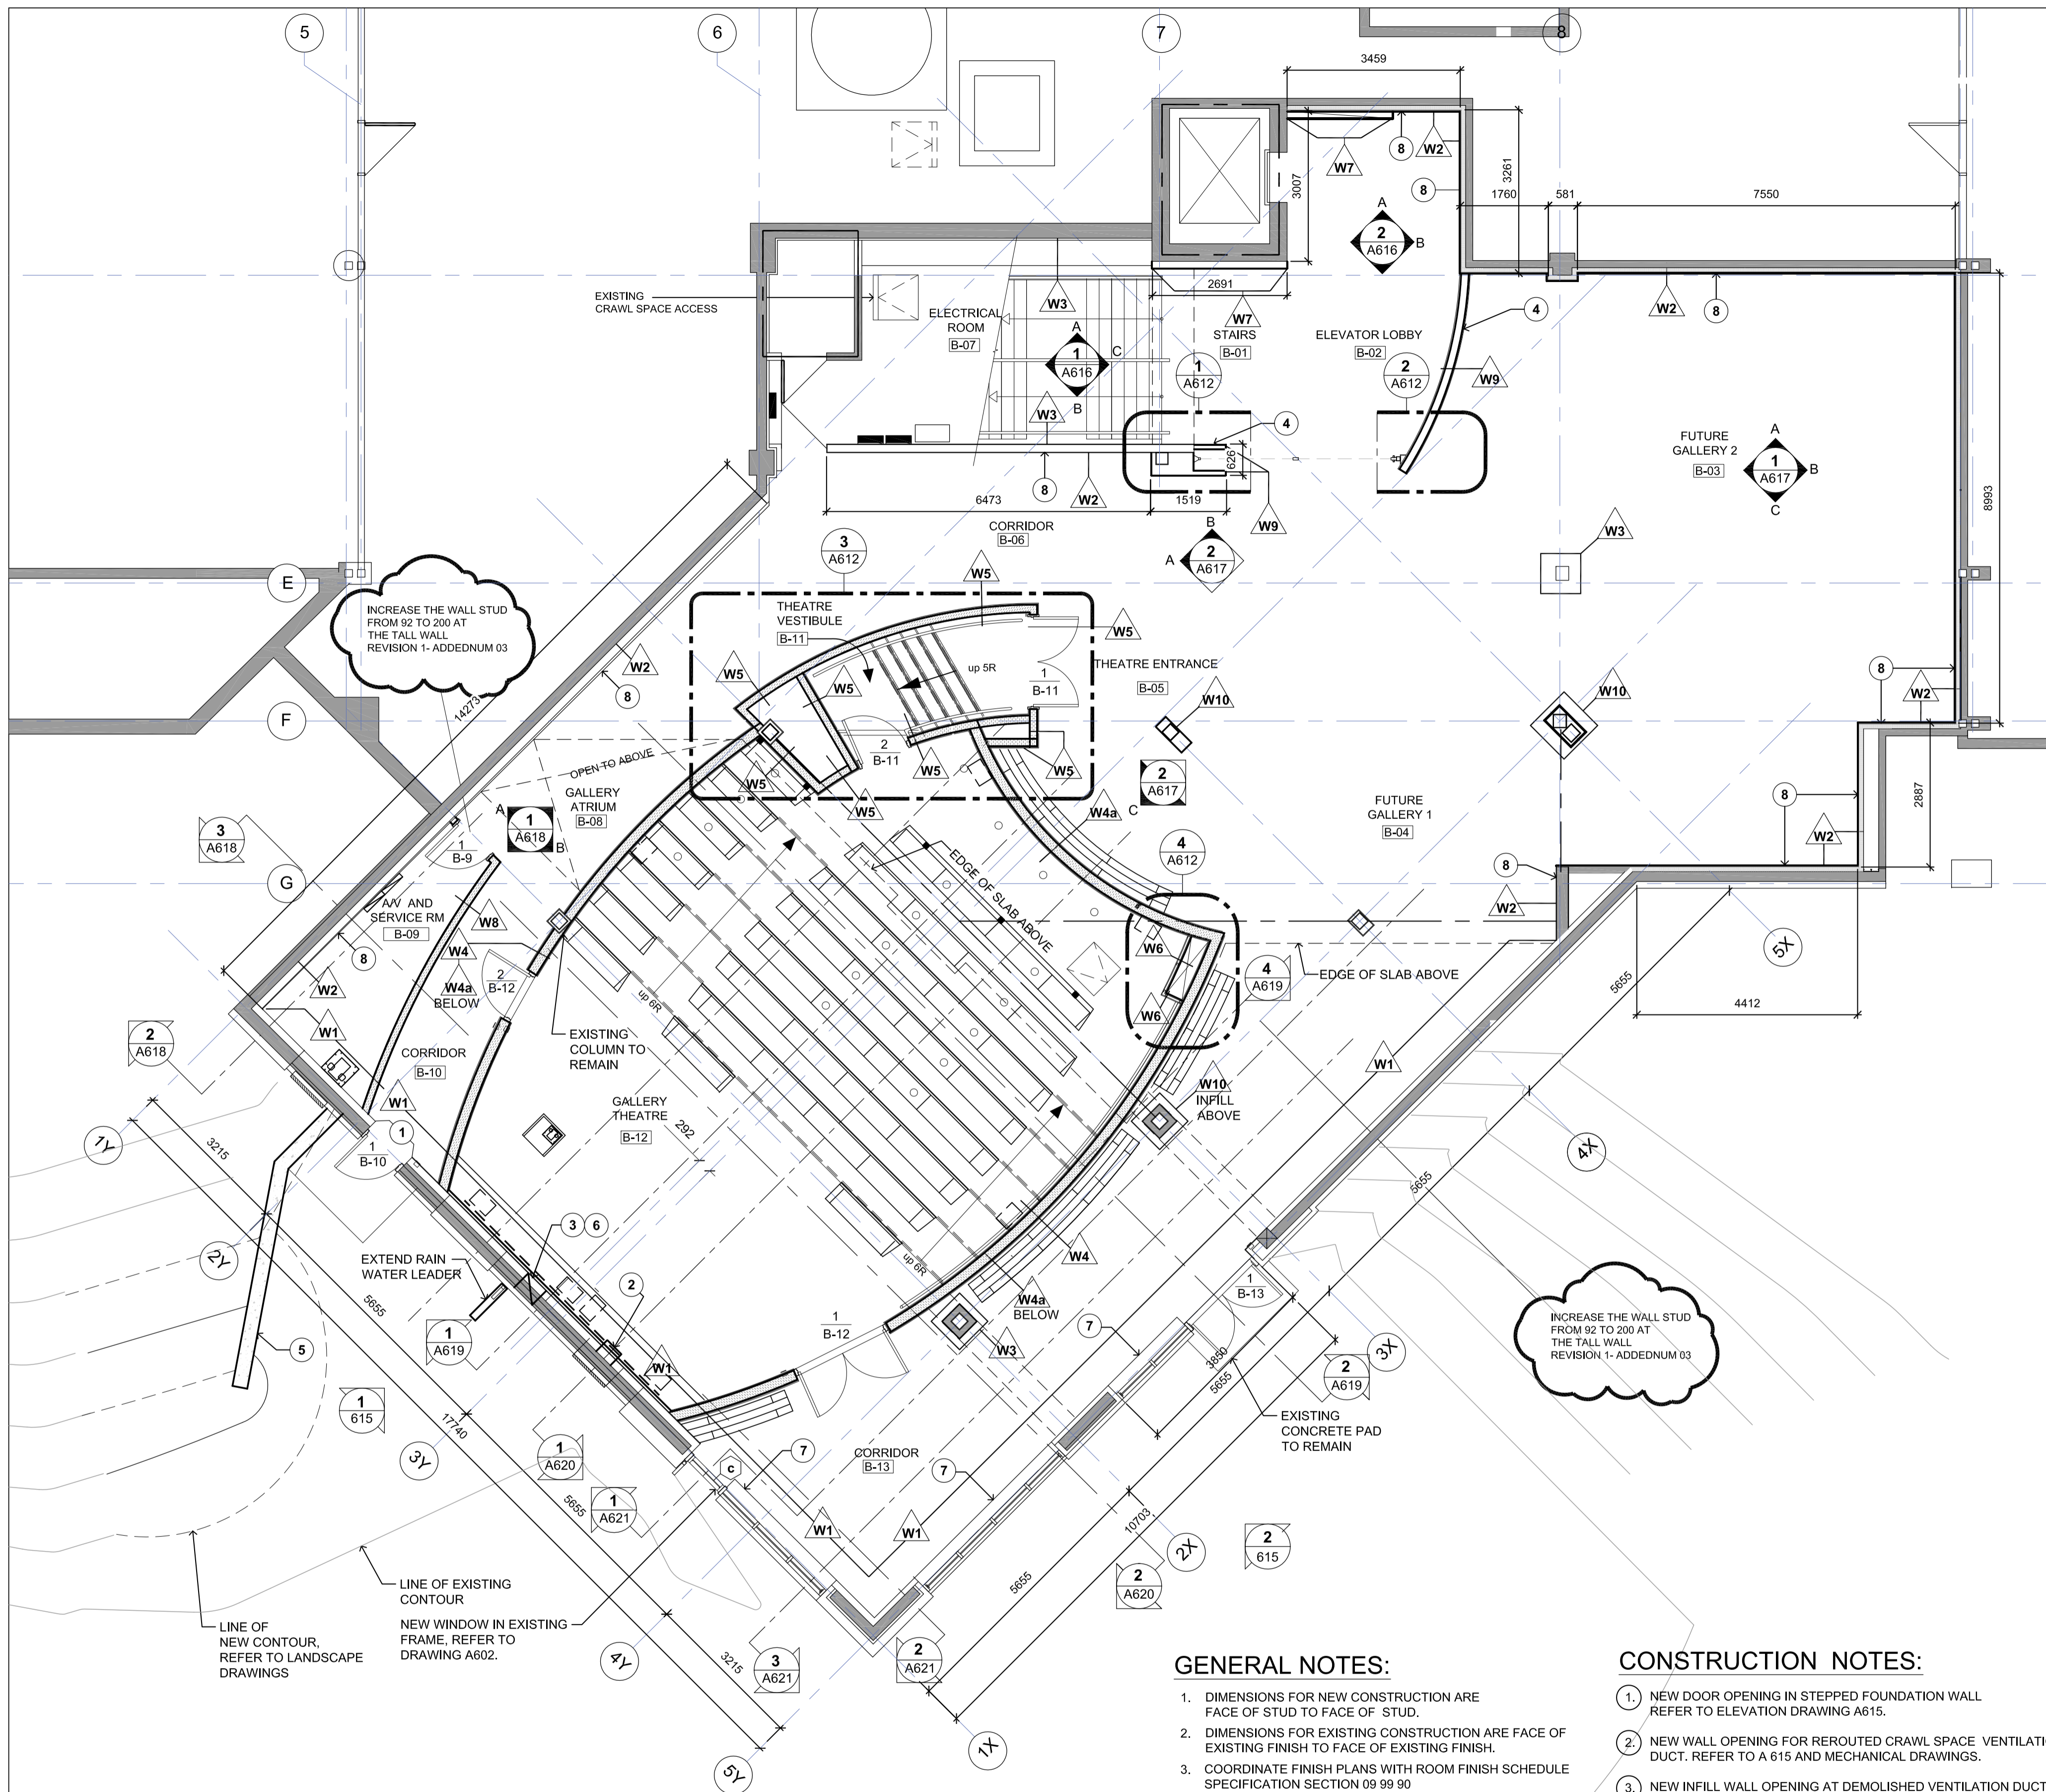 5
6
7
8
3459
3007
3261
1760
581
7550
8
W2
W7
8
A
2
A616
B
EXISTING
CRAWL SPACE ACCESS
ELECTRICAL
ROOM
B-07
W3
A
1
A616
C
B
W3
2691
W7
STAIRS
B-01
1
A612
ELEVATOR LOBBY
B-02
2
A612
4
W9
W2
8
4
626
FUTURE
GALLERY 2
B-03
A
1
A617
B
C
8993
6473
8
W2
1519
W9
CORRIDOR
B-06
B
A
2
A617
W3
3
A612
E
INCREASE THE WALL STUD
FROM 92 TO 200 AT
THE TALL WALL
REVISION 1- ADDEDNUM 03
W2
8
14273
THEATRE
VESTIBULE
B-11
W5
W5
W5
W5
up 5R
1
B-11
THEATRE ENTRANCE
B-05
W10
W10
8
W2
F
OPEN TO ABOVE
2
B-11
W5
W5
W5
W5
2
A617
C
W4a
GALLERY
ATRIUM
B-08
A
1
A618
B
3
A618
1
B-9
FUTURE
GALLERY 1
B-04
8
W2
2887
4
A612
EDGE OF SLAB ABOVE
8
W2
G
A/V AND
SERVICE RM
B-09
W8
8
W4
W4a
BELOW
2
B-12
W2
W1
up 6R
W6
W6
4
A619
EDGE OF SLAB ABOVE
5X
5655
4412
2
A618
CORRIDOR
B-10
EXISTING
COLUMN TO
REMAIN
W1
W1
GALLERY
THEATRE
B-12
292
W10
INFILL
ABOVE
1Y
3215
1
1
B-10
4X
5655
2Y
EXTEND RAIN
WATER LEADER
3
6
2
up 6R
W4
W4a
BELOW
5655
1
A619
5
W1
1
B-12
W3
7
1
B-13
3850
5655
3X
2
A619
INCREASE THE WALL STUD
FROM 92 TO 200 AT
THE TALL WALL
REVISION 1- ADDEDNUM 03
1
615
17740
3Y
EXISTING
CONCRETE PAD
TO REMAIN
1
A620
c
7
CORRIDOR
B-13
7
5655
1
A621
W1
W1
10703
2X
2
615
2
A620
5655
LINE OF EXISTING
CONTOUR
LINE OF
NEW CONTOUR,
REFER TO LANDSCAPE
DRAWINGS
NEW WINDOW IN EXISTING
FRAME, REFER TO
DRAWING A602.
4Y
3215
3
A621
2
A621
1X
5Y
GENERAL NOTES:
1. DIMENSIONS FOR NEW CONSTRUCTION ARE
FACE OF STUD TO FACE OF STUD.
2. DIMENSIONS FOR EXISTING CONSTRUCTION ARE FACE OF
EXISTING FINISH TO FACE OF EXISTING FINISH.
3. COORDINATE FINISH PLANS WITH ROOM FINISH SCHEDULE
SPECIFICATION SECTION 09 99 90
CONSTRUCTION NOTES:
1. NEW DOOR OPENING IN STEPPED FOUNDATION WALL
REFER TO ELEVATION DRAWING A615.
2. NEW WALL OPENING FOR REROUTED CRAWL SPACE VENTILATI
DUCT. REFER TO A 615 AND MECHANICAL DRAWINGS.
3. NEW INFILL WALL OPENING AT DEMOLISHED VENTILATION DUCT